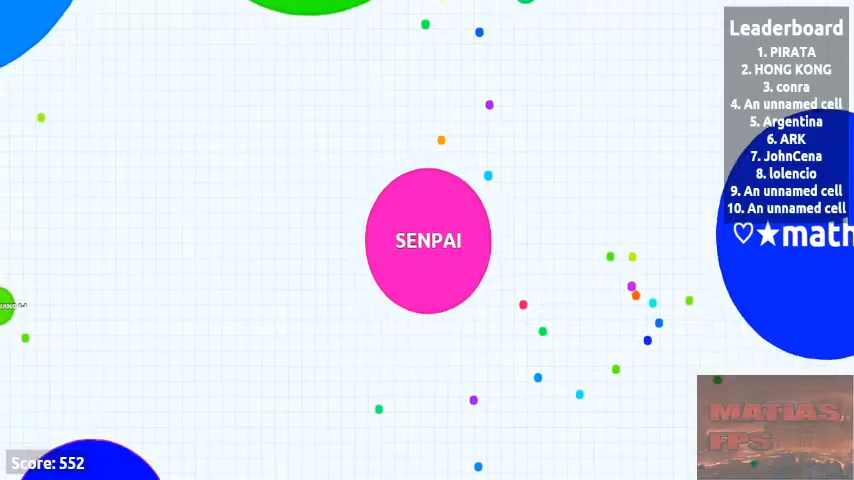 Leaderboard
1. PIRATA
2. HONG KONG
3. conra
4. An unnamed cell
5. Argentina
6. ARK
7. JohnCena
8. lolencio
9. An unnamed cell
10. An unnamed cell
♡★math
SENPAI
MATIAS
FPS
Score: 552